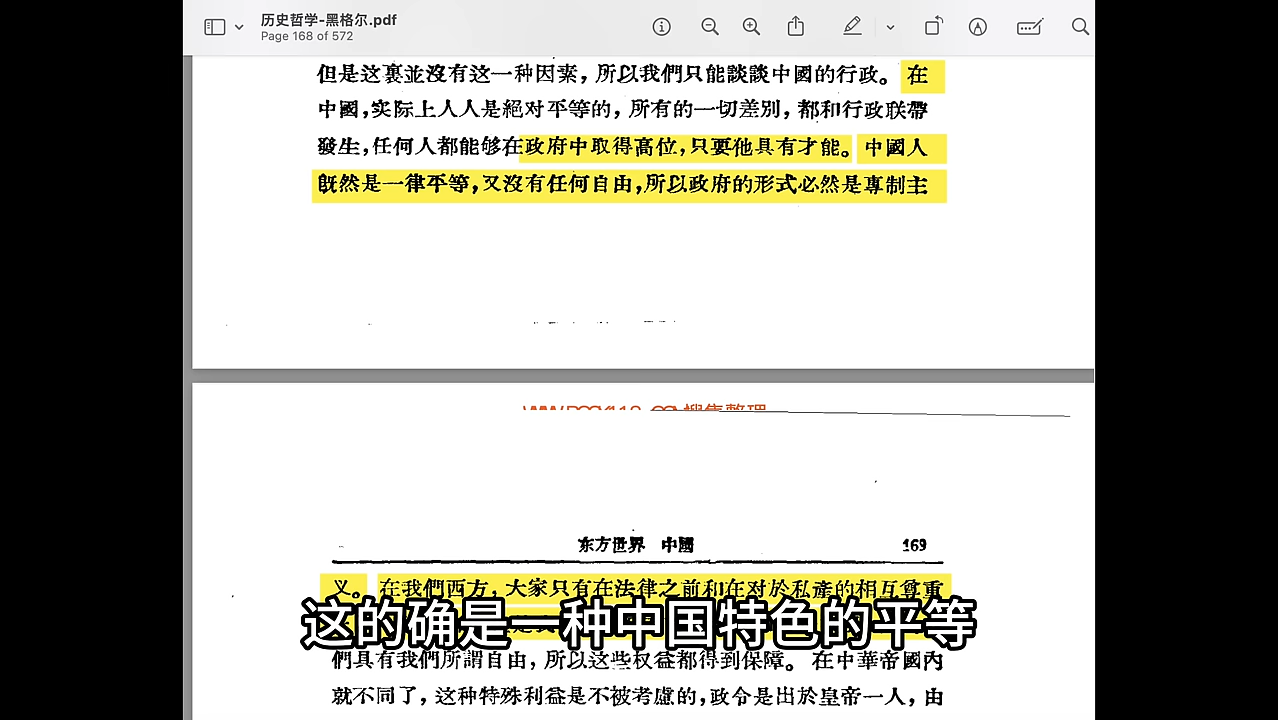 历史哲学-黑格尔.pdf
Page 168 of 572
但是这裏並沒有这一种因素，所以我們只能談談中國的行政。在
中國，实际上人人是絕对平等的，所有的一切差別，都和行政联帶
發生，任何人都能够在政府中取得高位，只要他具有才能。中國人
旣然是一律平等，又沒有任何自由，所以政府的形式必然是專制主
搜集整理
东方世界 中國 169
义。在我們西方，大家只有在法律之前和在对於私產的相互尊重
这的确是一种中国特色的平等
們具有我們所謂自由，所以这些权益都得到保障。在中華帝國內
就不同了，这种特殊利益是不被考慮的，政令是出於皇帝一人，由